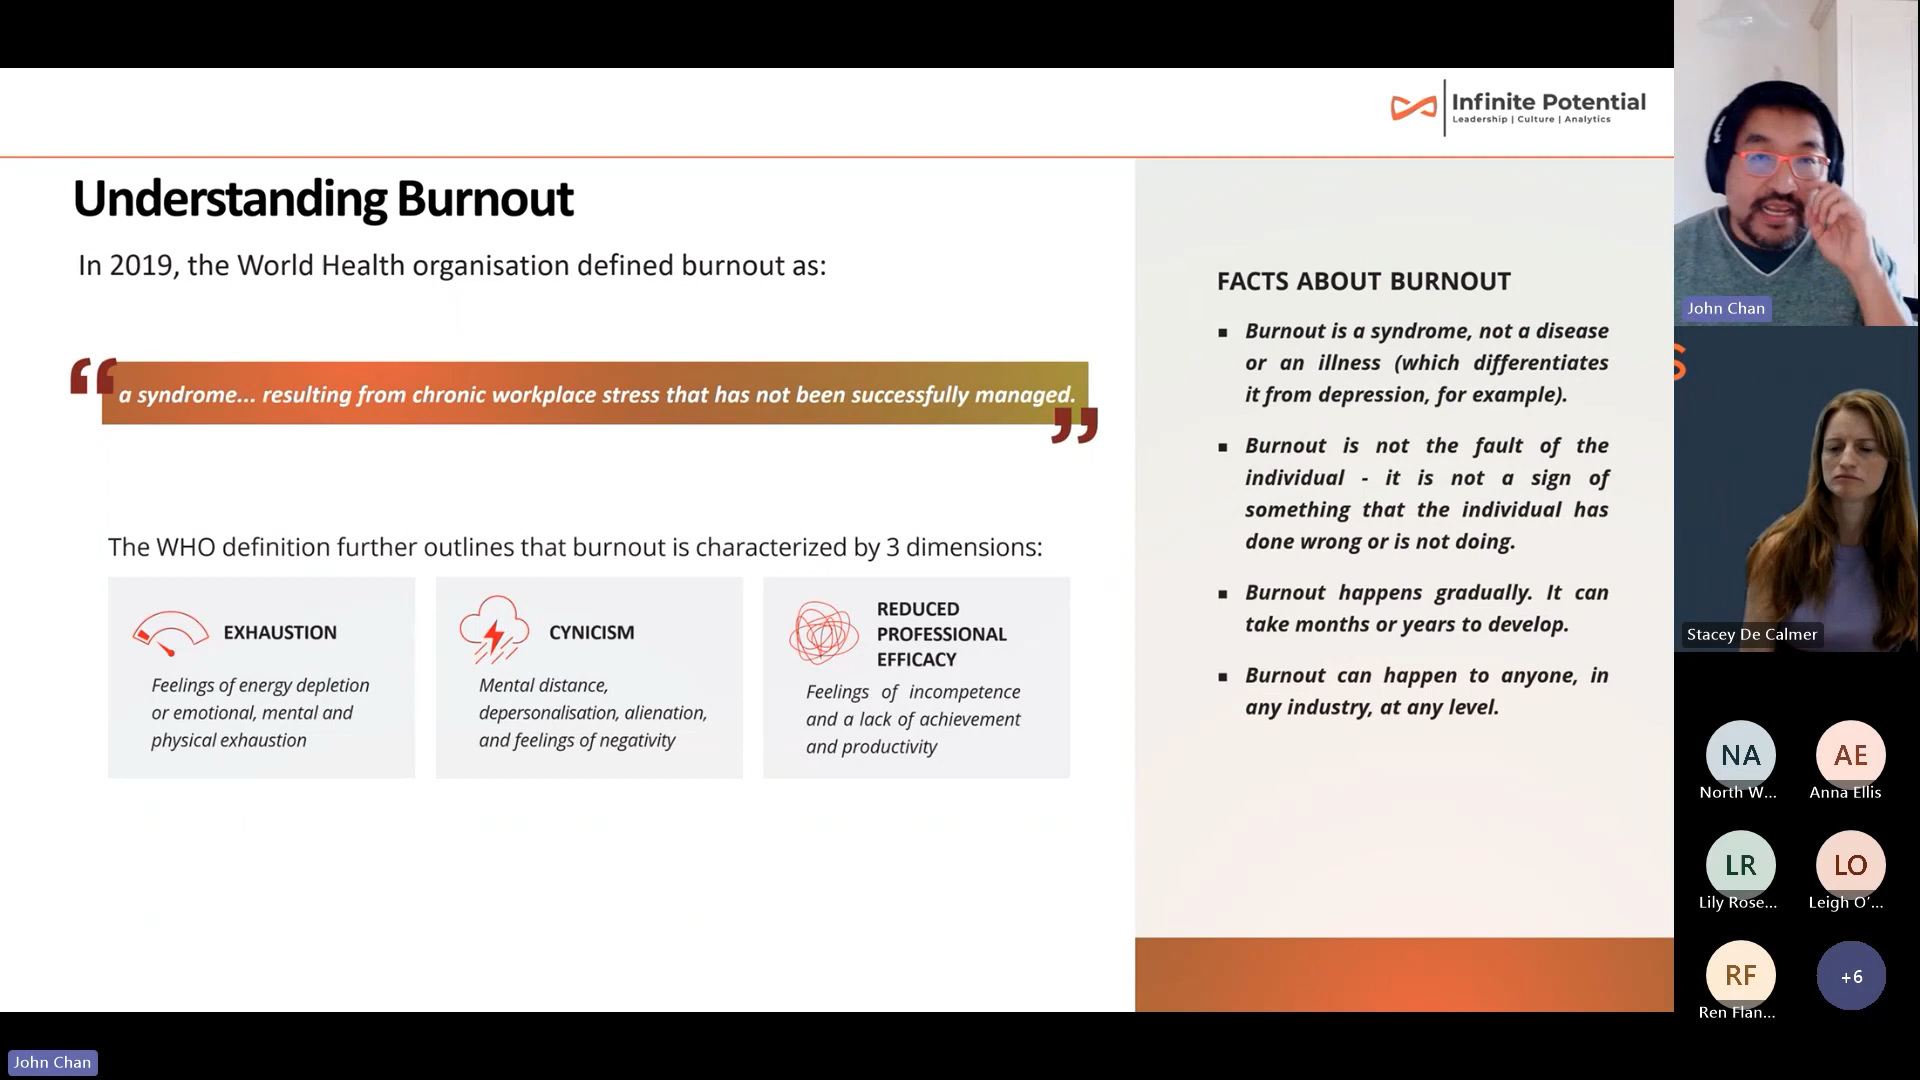 Infinite Potential
Leadership | Culture | Analytics
Understanding Burnout
In 2019, the World Health organisation defined burnout as:
“a syndrome... resulting from chronic workplace stress that has not been successfully managed.”
The WHO definition further outlines that burnout is characterized by 3 dimensions:
EXHAUSTION
Feelings of energy depletion
or emotional, mental and
physical exhaustion
CYNICISM
Mental distance,
depersonalisation, alienation,
and feelings of negativity
REDUCED
PROFESSIONAL
EFFICACY
Feelings of incompetence
and a lack of achievement
and productivity
FACTS ABOUT BURNOUT
▪ Burnout is a syndrome, not a disease
or an illness (which differentiates
it from depression, for example).
▪ Burnout is not the fault of the
individual - it is not a sign of
something that the individual has
done wrong or is not doing.
▪ Burnout happens gradually. It can
take months or years to develop.
▪ Burnout can happen to anyone, in
any industry, at any level.
John Chan
S
Stacey De Calmer
NA
North W...
AE
Anna Ellis
LR
Lily Rose...
LO
Leigh O’...
RF
Ren Flan...
+6
John Chan